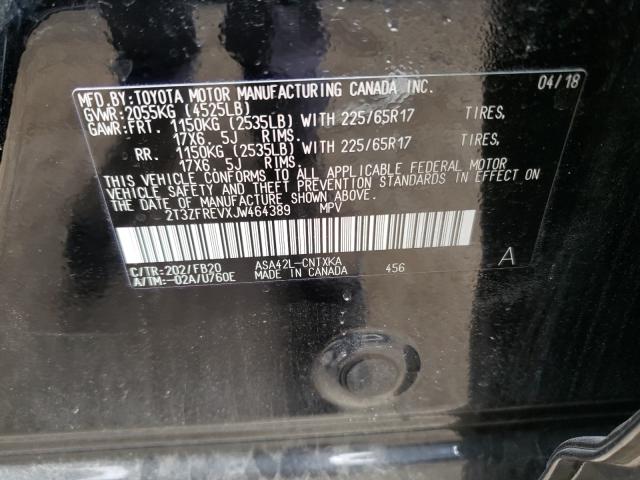 MFD.BY:TOYOTA MOTOR MANUFACTURING CANADA INC. 04/18
GVWR:2055KG (4525LB)
GAWR:FRT. 1150KG (2535LB) WITH 225/65R17 TIRES,
17X6. 5J RIMS.
RR. 1150KG (2535LB) WITH 225/65R17 TIRES,
17X6. 5J RIMS.
THIS VEHICLE CONFORMS TO ALL APPLICABLE FEDERAL MOTOR
VEHICLE SAFETY AND THEFT PREVENTION STANDARDS IN EFFECT ON
THE DATE OF MANUFACTURE SHOWN ABOVE.
2T3ZFREVXJW464389 MPV
C/TR:202/FB20 ASA42L-CNTXKA A
A/TM:-02A/U760E MADE IN CANADA 456